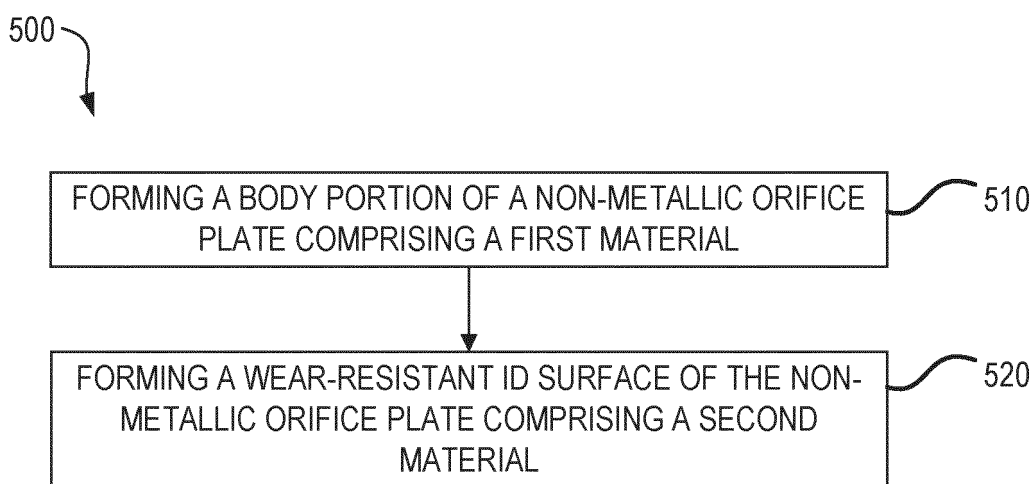 500
FORMING A BODY PORTION OF A NON-METALLIC ORIFICE
PLATE COMPRISING A FIRST MATERIAL
510
FORMING A WEAR-RESISTANT ID SURFACE OF THE NON-
METALLIC ORIFICE PLATE COMPRISING A SECOND
MATERIAL
520